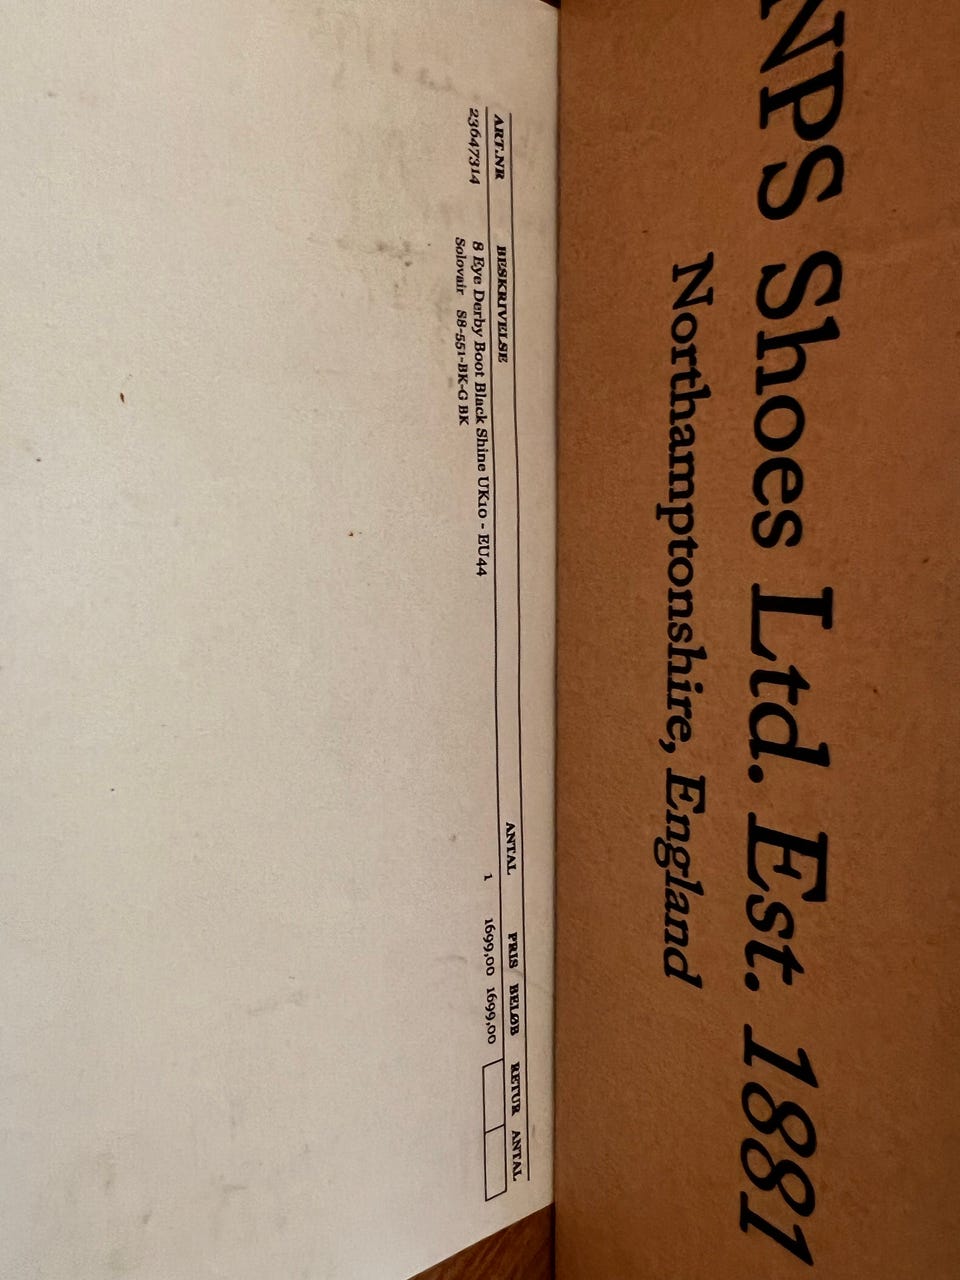 NPS Shoes Ltd. Est. 1881
Northamptonshire, England
ART.NR BESKRIVELSE ANTAL PRIS BELØB RETUR ANTAL
23647314 8 Eye Derby Boot Black Shine UK10 - EU44 1 1699,00 1699,00
Solovair S8-551-BK-G BK